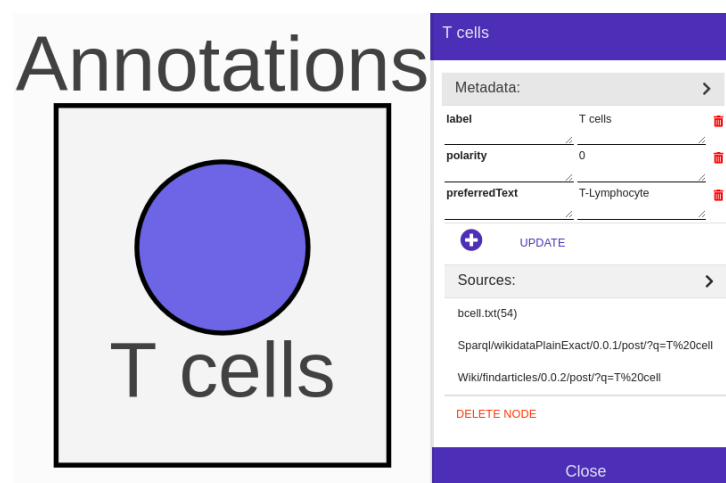 Annotations
T cells
T cells
Metadata:
label T cells
polarity 0
preferredText T-Lymphocyte
UPDATE
Sources:
bcell.txt(54)
Sparql/wikidataPlainExact/0.0.1/post/?q=T%20cell
Wiki/findarticles/0.0.2/post/?q=T%20cell
DELETE NODE
Close